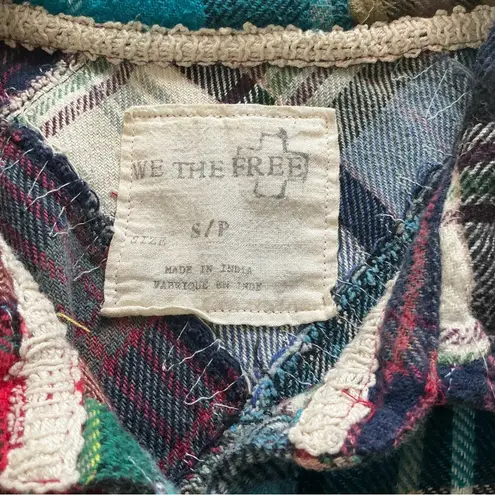 WE THE FREE
SIZE S/P
MADE IN INDIA
FABRIQUÉ EN INDE